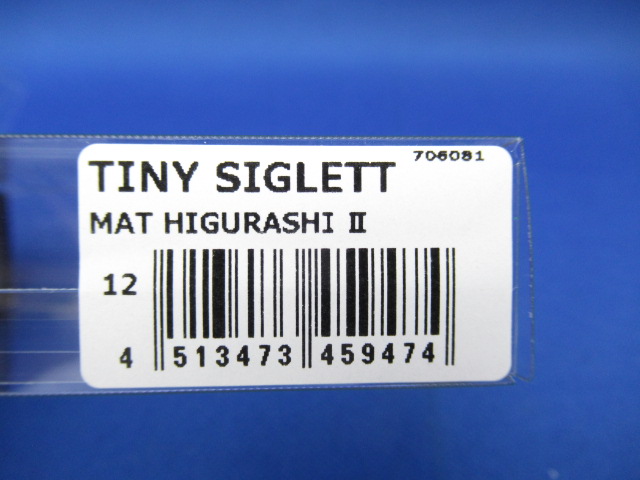 706081
TINY SIGLETT
MAT HIGURASHI Ⅱ
12
4 513473 459474